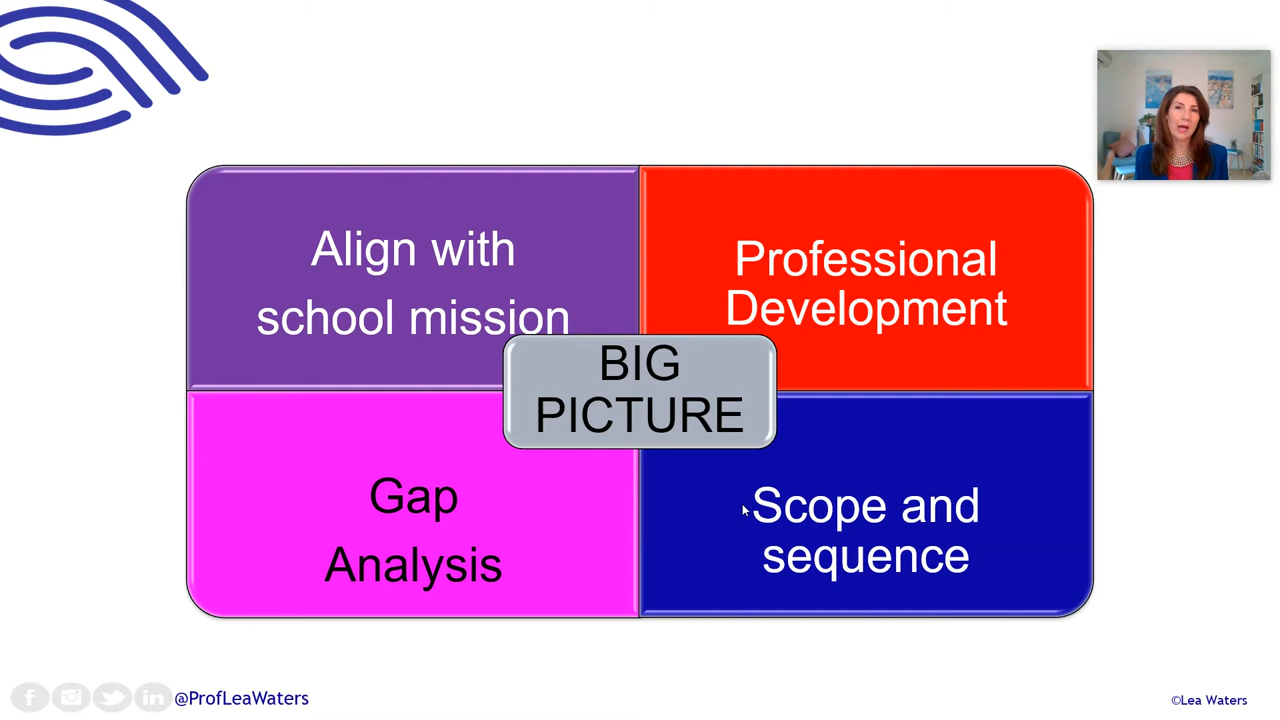 Align with
school mission
Professional
Development
BIG
PICTURE
Gap
Analysis
Scope and
sequence
@ProfLeaWaters
©Lea Waters